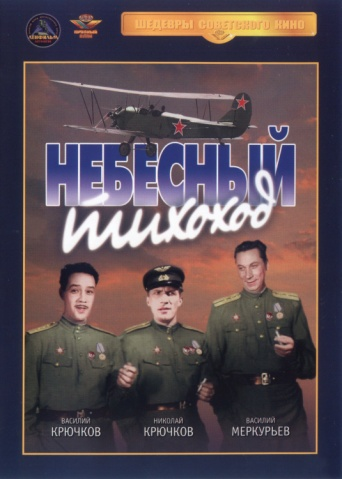 ШЕДЕВРЫ СОВЕТСКОГО КИНО
НЕБЕСНЫЙ
тихоход
ВАСИЛИЙ
КРЮЧКОВ
НИКОЛАЙ
КРЮЧКОВ
ВАСИЛИЙ
МЕРКУРЬЕВ